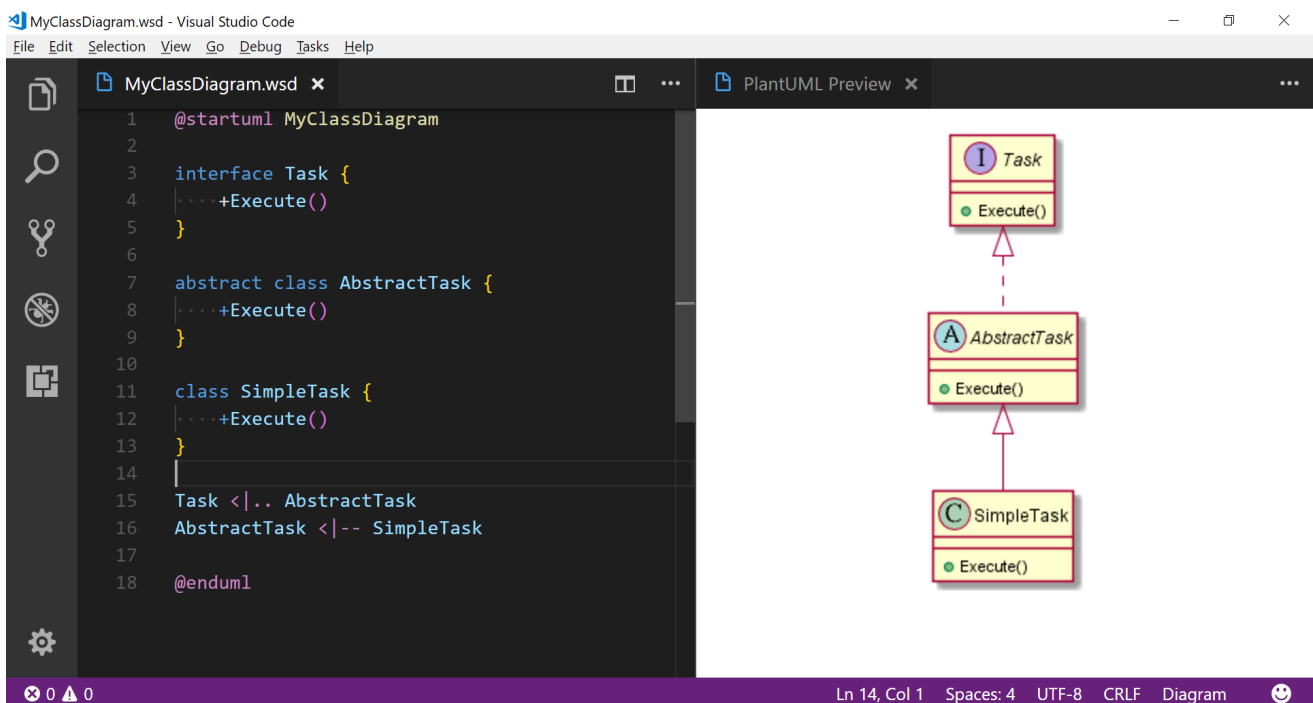 MyClassDiagram.wsd - Visual Studio Code
File Edit Selection View Go Debug Tasks Help
MyClassDiagram.wsd
PlantUML Preview
1 @startuml MyClassDiagram
2
3 interface Task {
4 ····+Execute()
5 }
6
7 abstract class AbstractTask {
8 ····+Execute()
9 }
10
11 class SimpleTask {
12 ····+Execute()
13 }
14
15 Task <|.. AbstractTask
16 AbstractTask <|-- SimpleTask
17
18 @enduml
I Task
Execute()
A AbstractTask
Execute()
C SimpleTask
Execute()
0 0 Ln 14, Col 1 Spaces: 4 UTF-8 CRLF Diagram